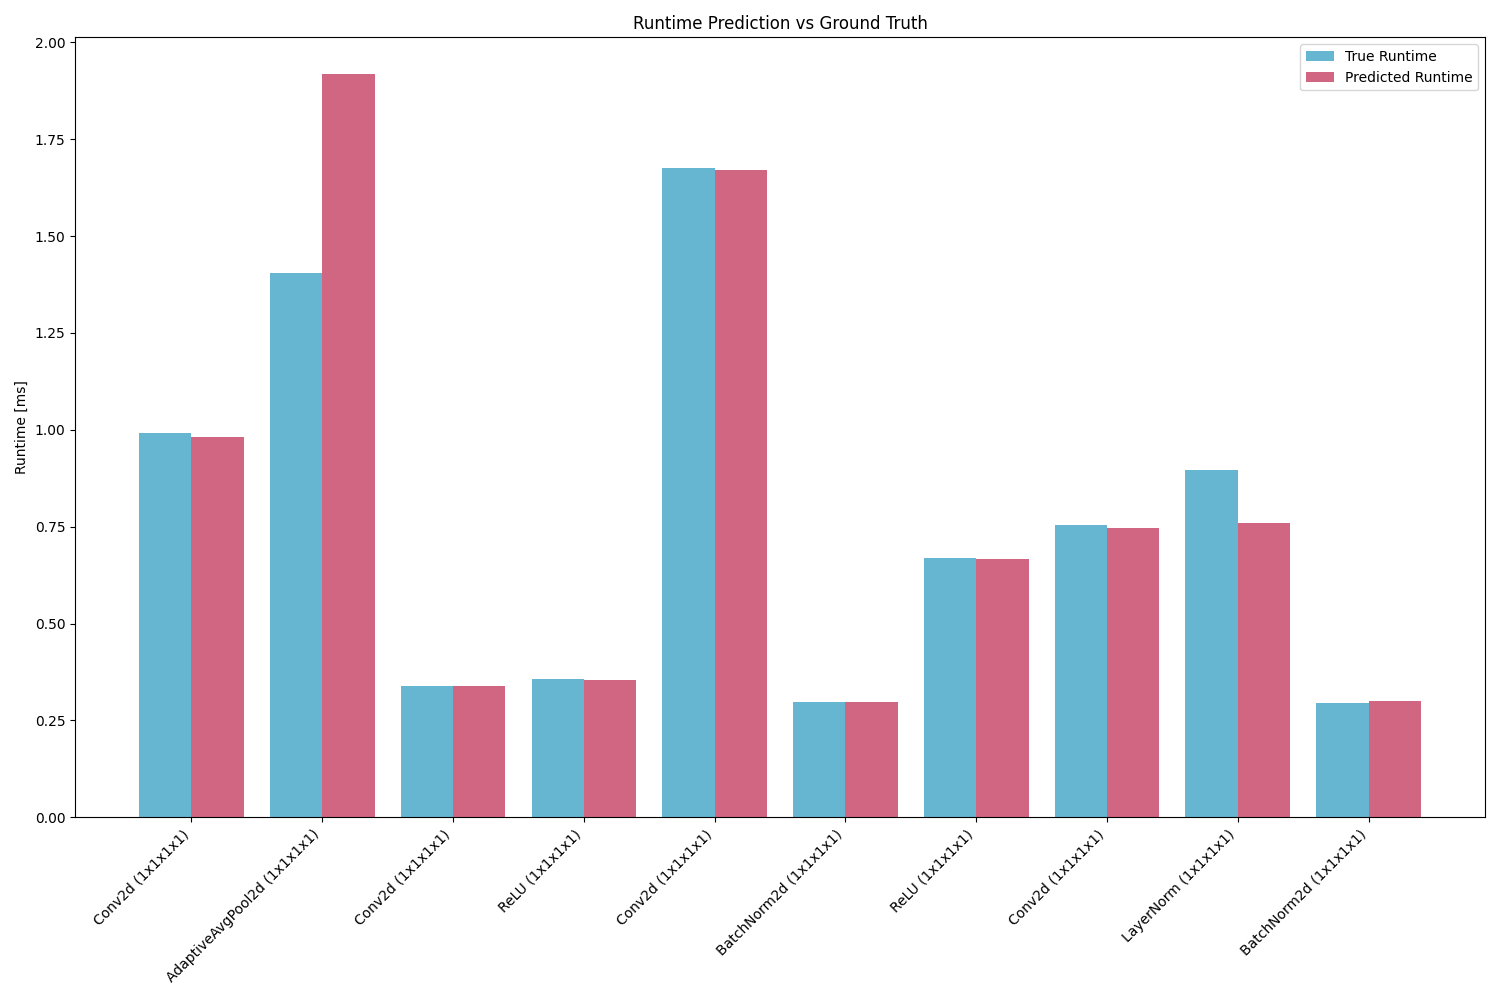 Runtime Prediction vs Ground Truth
True Runtime
Predicted Runtime
Runtime [ms]
2.00
1.75
1.50
1.25
1.00
0.75
0.50
0.25
0.00
Conv2d (1x1x1x1)
AdaptiveAvgPool2d (1x1x1x1)
Conv2d (1x1x1x1)
ReLU (1x1x1x1)
Conv2d (1x1x1x1)
BatchNorm2d (1x1x1x1)
ReLU (1x1x1x1)
Conv2d (1x1x1x1)
LayerNorm (1x1x1x1)
BatchNorm2d (1x1x1x1)